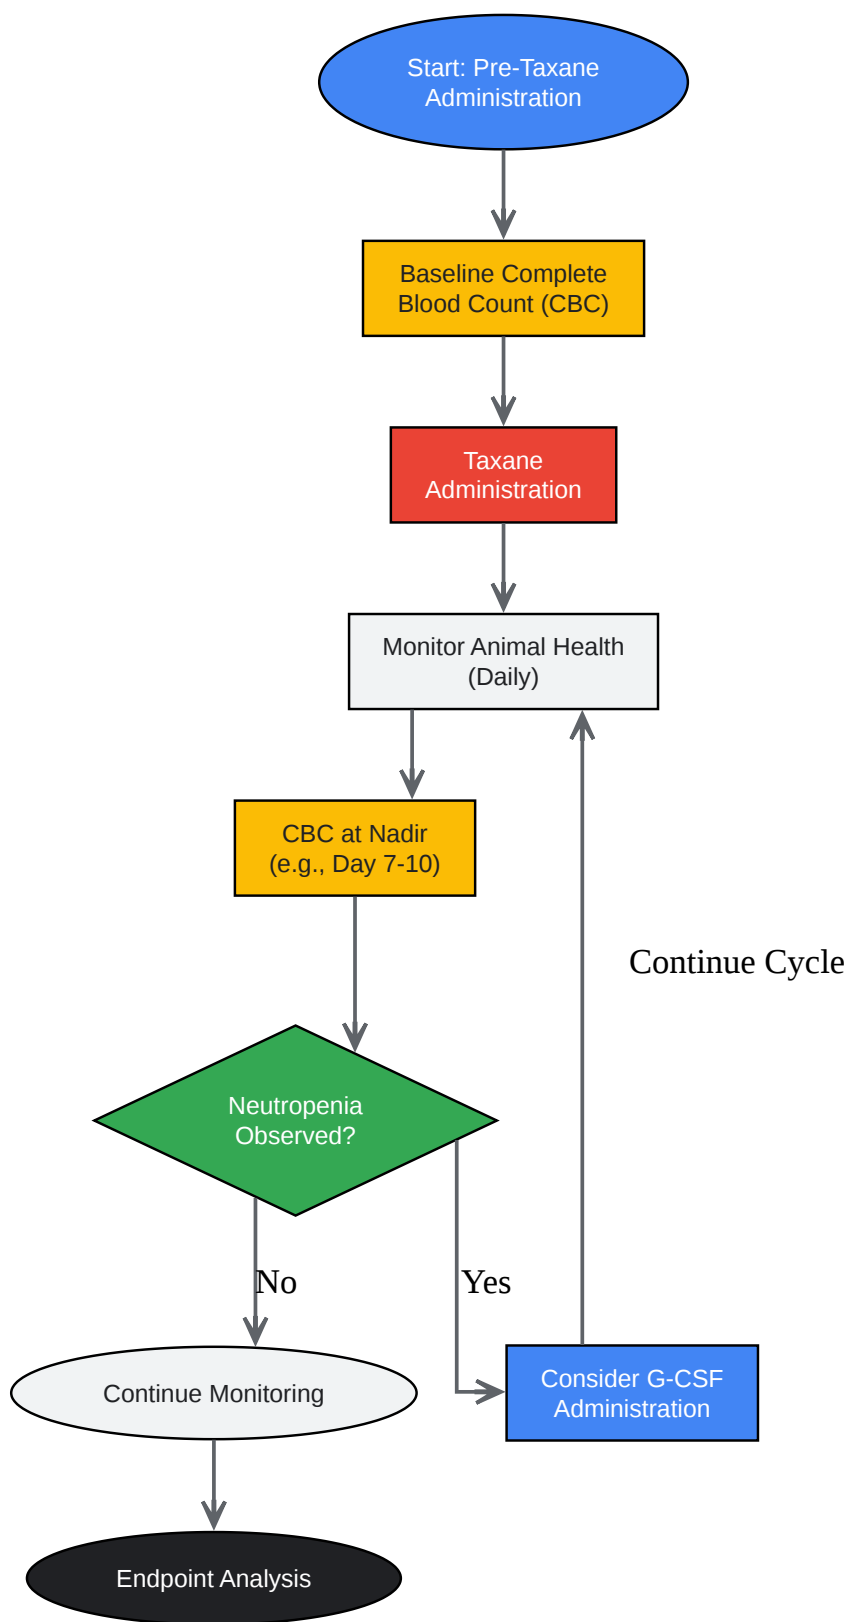 Start: Pre-Taxane
Administration
Baseline Complete
Blood Count (CBC)
Taxane
Administration
Monitor Animal Health
(Daily)
CBC at Nadir
(e.g., Day 7-10)
Continue Cycle
Neutropenia
Observed?
No
Yes
Continue Monitoring
Consider G-CSF
Administration
Endpoint Analysis